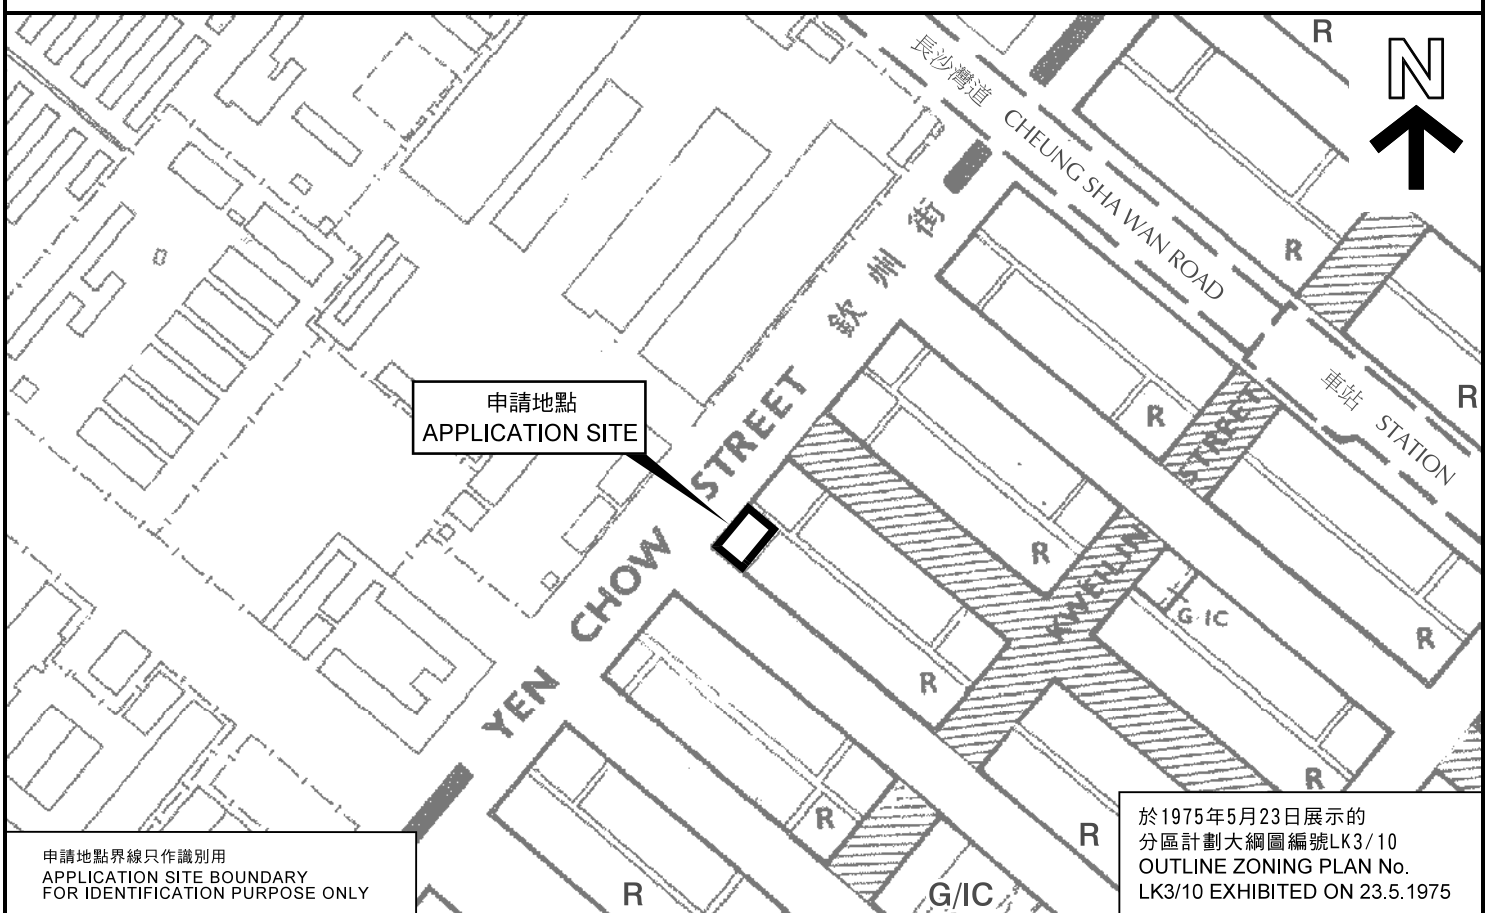 R
N
長沙灣道 CHEUNG SHA WAN ROAD
R
欽州街
車站 STATION
R
申請地點
APPLICATION SITE
R
STREET
YEN CHOW STREET
R
KWEILIN
G/IC
R
R
R
R
R
R
G/IC
申請地點界線只作識別用
APPLICATION SITE BOUNDARY
FOR IDENTIFICATION PURPOSE ONLY
於1975年5月23日展示的
分區計劃大綱圖編號LK3/10
OUTLINE ZONING PLAN No.
LK3/10 EXHIBITED ON 23.5.1975